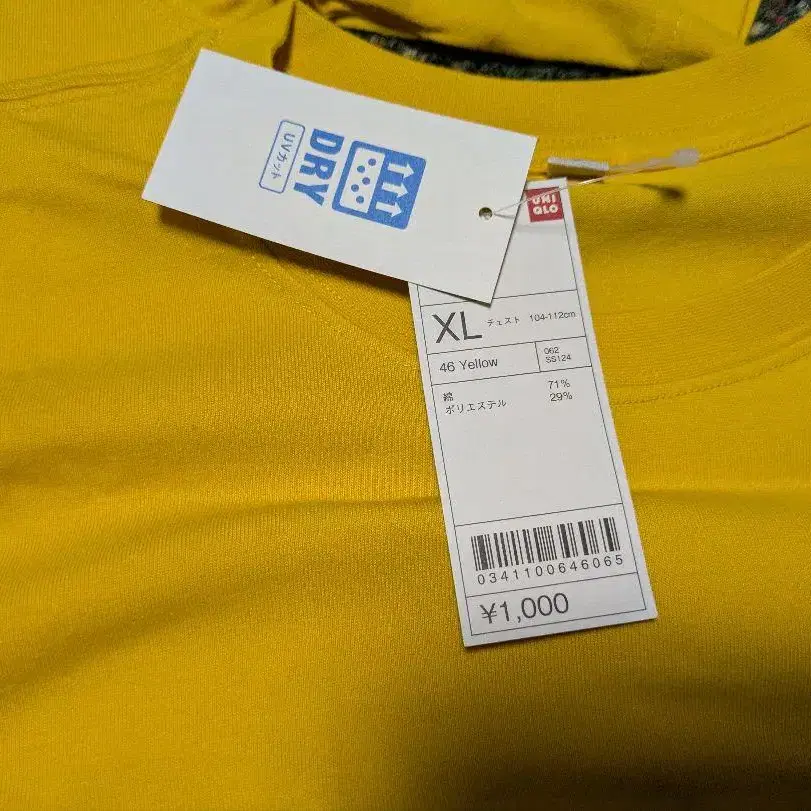 DRY
UVカット
UNI
QLO
XL チェスト 104-112cm
46 Yellow
062
SS124
綿 71%
ポリエステル 29%
0341100646065
¥1,000